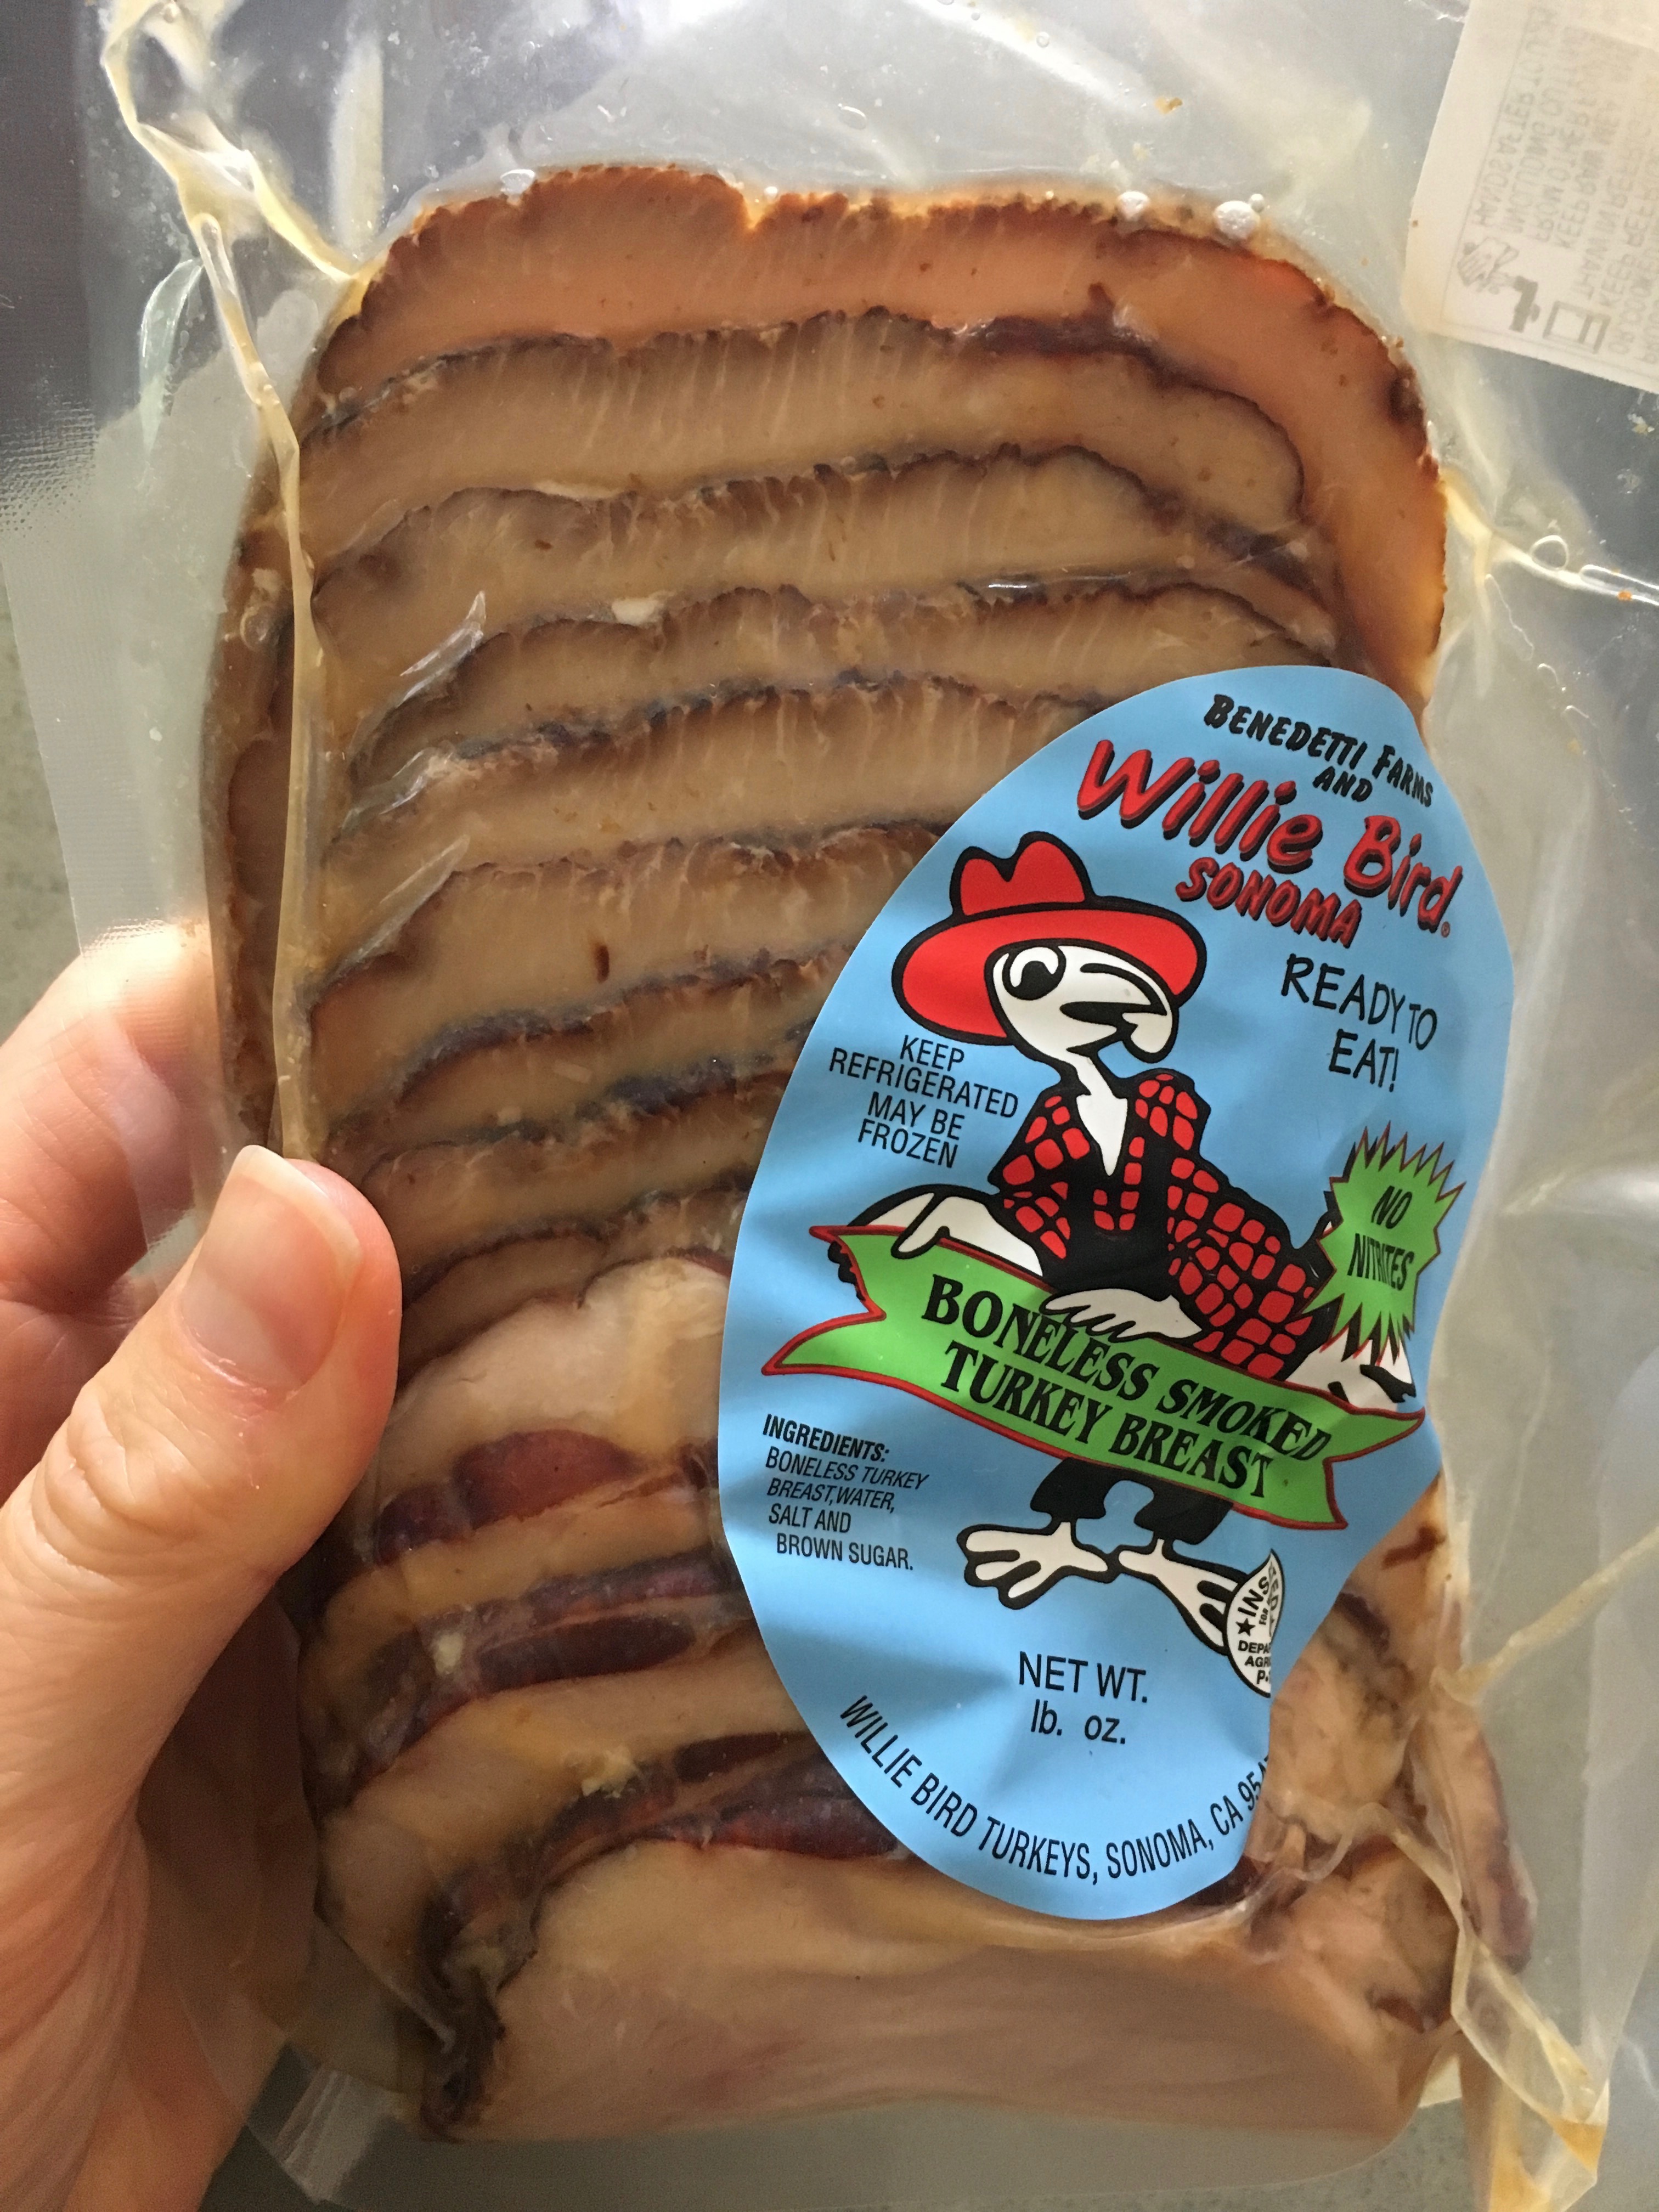 BENEDETTI FARMS
AND
Willie Bird®
SONOMA
READY TO
EAT!
KEEP
REFRIGERATED
MAY BE
FROZEN
NO
NITRITES
BONELESS SMOKED
TURKEY BREAST
INGREDIENTS:
BONELESS TURKEY
BREAST, WATER,
SALT AND
BROWN SUGAR.
NET WT.
lb. oz.
WILLIE BIRD TURKEYS, SONOMA, CA